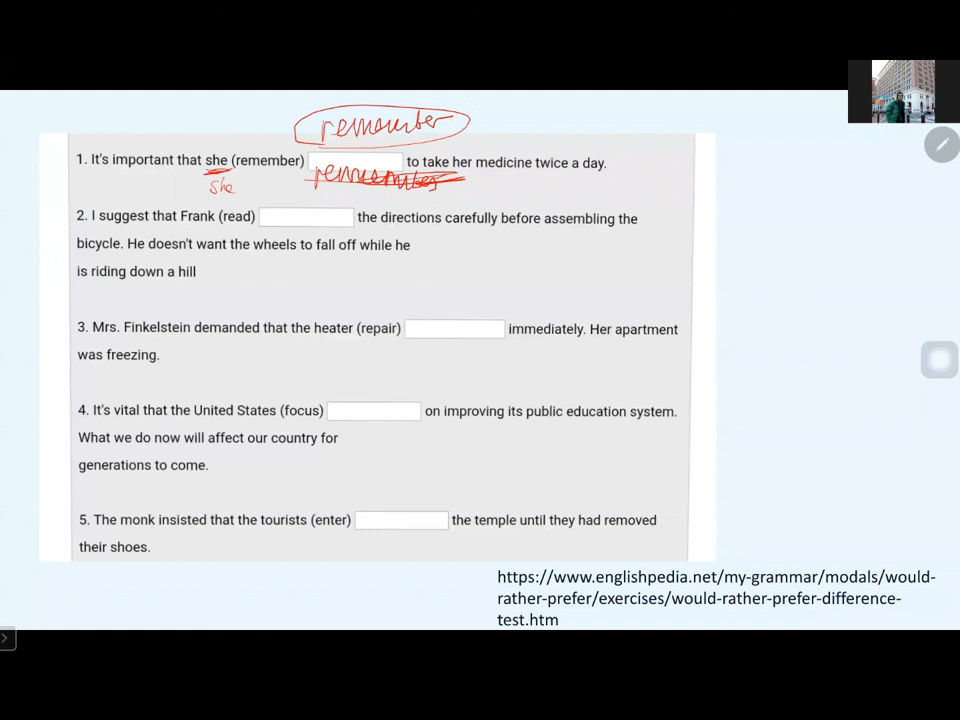 remember
1. It's important that she (remember) to take her medicine twice a day.
remember
she
2. I suggest that Frank (read) the directions carefully before assembling the
bicycle. He doesn't want the wheels to fall off while he
is riding down a hill
3. Mrs. Finkelstein demanded that the heater (repair) immediately. Her apartment
was freezing.
4. It's vital that the United States (focus) on improving its public education system.
What we do now will affect our country for
generations to come.
5. The monk insisted that the tourists (enter) the temple until they had removed
their shoes.
https://www.englishpedia.net/my-grammar/modals/would-
rather-prefer/exercises/would-rather-prefer-difference-
test.htm